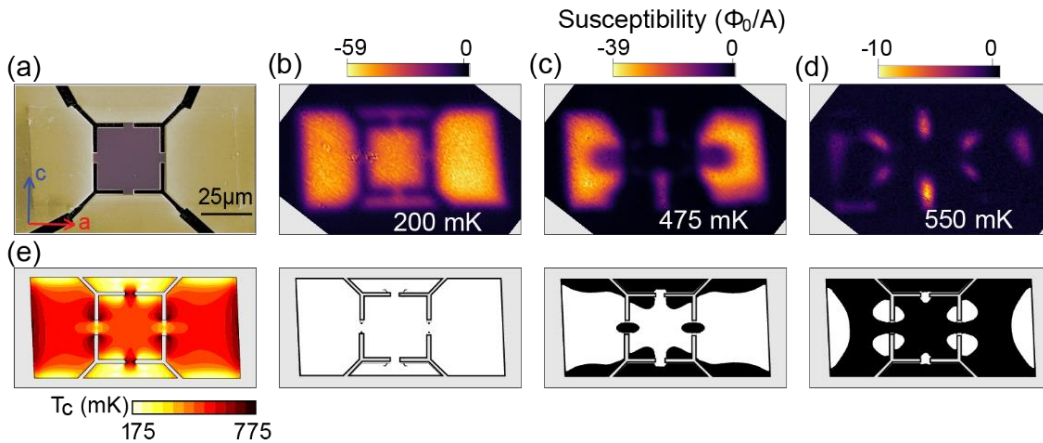 Susceptibility (Φ₀/A)
-59 0 -39 0 -10 0
(a) (b) (c) (d)
c
a
25μm
200 mK 475 mK 550 mK
(e)
Tc (mK)
175 775